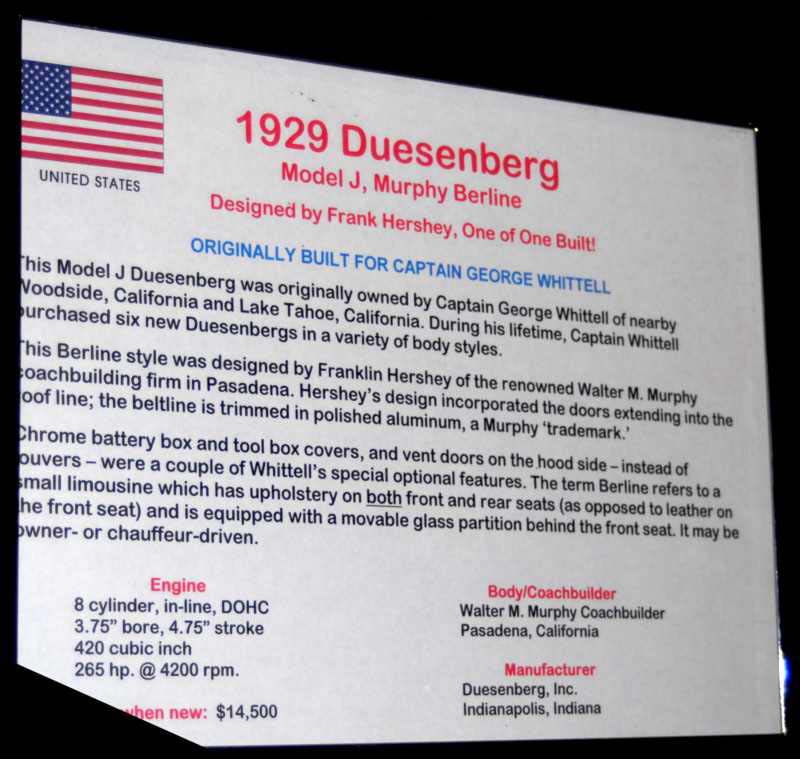 UNITED STATES
1929 Duesenberg
Model J, Murphy Berline
Designed by Frank Hershey, One of One Built!
ORIGINALLY BUILT FOR CAPTAIN GEORGE WHITTELL
This Model J Duesenberg was originally owned by Captain George Whittell of nearby
Woodside, California and Lake Tahoe, California. During his lifetime, Captain Whittell
purchased six new Duesenbergs in a variety of body styles.
This Berline style was designed by Franklin Hershey of the renowned Walter M. Murphy
coachbuilding firm in Pasadena. Hershey's design incorporated the doors extending into the
roof line; the beltline is trimmed in polished aluminum, a Murphy 'trademark.'
Chrome battery box and tool box covers, and vent doors on the hood side – instead of
louvers – were a couple of Whittell's special optional features. The term Berline refers to a
small limousine which has upholstery on both front and rear seats (as opposed to leather on
the front seat) and is equipped with a movable glass partition behind the front seat. It may be
owner- or chauffeur-driven.
Engine
8 cylinder, in-line, DOHC
3.75" bore, 4.75" stroke
420 cubic inch
265 hp. @ 4200 rpm.
when new: $14,500
Body/Coachbuilder
Walter M. Murphy Coachbuilder
Pasadena, California
Manufacturer
Duesenberg, Inc.
Indianapolis, Indiana